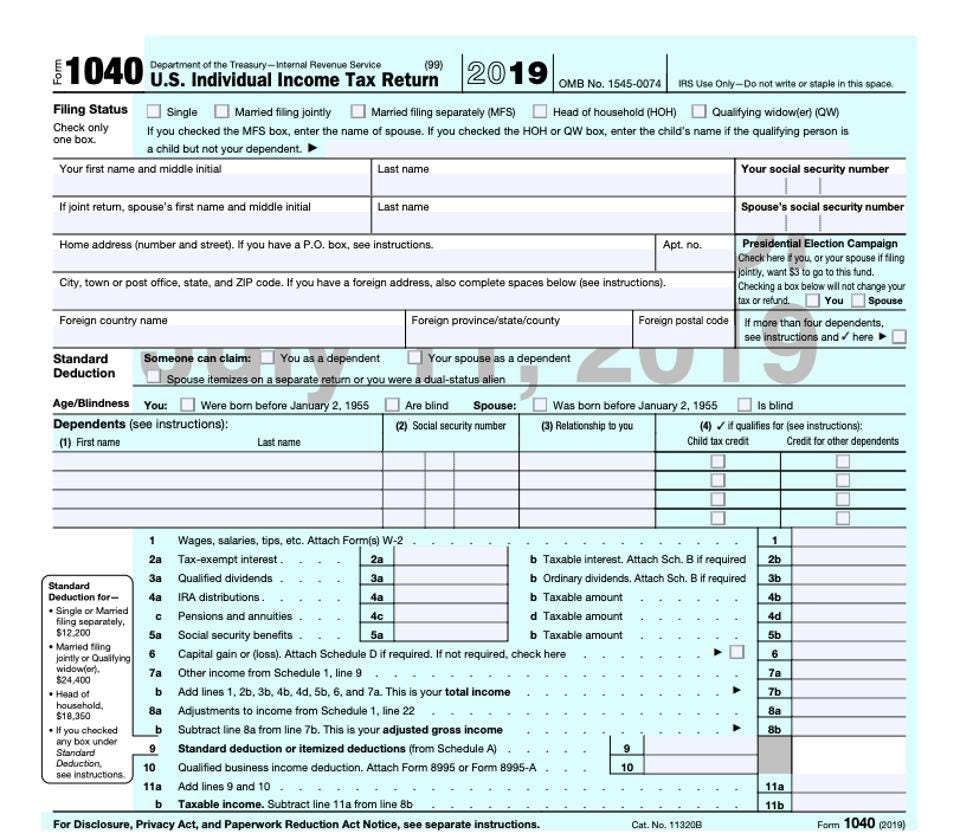 Form 1040 Department of the Treasury—Internal Revenue Service (99) U.S. Individual Income Tax Return 2019 OMB No. 1545-0074 IRS Use Only—Do not write or staple in this space.
Filing Status Single Married filing jointly Married filing separately (MFS) Head of household (HOH) Qualifying widow(er) (QW)
Check only one box. If you checked the MFS box, enter the name of spouse. If you checked the HOH or QW box, enter the child's name if the qualifying person is
a child but not your dependent. ▶
Your first name and middle initial Last name Your social security number
If joint return, spouse's first name and middle initial Last name Spouse's social security number
Home address (number and street). If you have a P.O. box, see instructions. Apt. no.
Presidential Election Campaign
Check here if you, or your spouse if filing
jointly, want $3 to go to this fund.
Checking a box below will not change your
tax or refund. You Spouse
City, town or post office, state, and ZIP code. If you have a foreign address, also complete spaces below (see instructions).
Foreign country name Foreign province/state/county Foreign postal code
If more than four dependents,
see instructions and ✓ here ▶
July 11, 2019
Standard Deduction Someone can claim: You as a dependent Your spouse as a dependent
Spouse itemizes on a separate return or you were a dual-status alien
Age/Blindness You: Were born before January 2, 1955 Are blind Spouse: Was born before January 2, 1955 Is blind
Dependents (see instructions): (2) Social security number (3) Relationship to you (4) ✓ if qualifies for (see instructions):
(1) First name Last name Child tax credit Credit for other dependents
1 Wages, salaries, tips, etc. Attach Form(s) W-2 . . . . . . . . . . . . . . . . 1
2a Tax-exempt interest . . . . 2a b Taxable interest. Attach Sch. B if required 2b
3a Qualified dividends . . . . 3a b Ordinary dividends. Attach Sch. B if required 3b
4a IRA distributions . . . . . 4a b Taxable amount . . . . . . 4b
c Pensions and annuities . . . 4c d Taxable amount . . . . . . 4d
5a Social security benefits . . . 5a b Taxable amount . . . . . . 5b
6 Capital gain or (loss). Attach Schedule D if required. If not required, check here . . . . . . . ▶ 6
7a Other income from Schedule 1, line 9 . . . . . . . . . . . . . . . . . . 7a
b Add lines 1, 2b, 3b, 4b, 4d, 5b, 6, and 7a. This is your total income . . . . . . . . . ▶ 7b
8a Adjustments to income from Schedule 1, line 22 . . . . . . . . . . . . . . . 8a
b Subtract line 8a from line 7b. This is your adjusted gross income . . . . . . . . . ▶ 8b
9 Standard deduction or itemized deductions (from Schedule A) . . . . . 9
10 Qualified business income deduction. Attach Form 8995 or Form 8995-A . . . 10
11a Add lines 9 and 10 . . . . . . . . . . . . . . . . . . . . . . 11a
b Taxable income. Subtract line 11a from line 8b . . . . . . . . . . . . . . . 11b
Standard
Deduction for—
• Single or Married
filing separately,
$12,200
• Married filing
jointly or Qualifying
widow(er),
$24,400
• Head of
household,
$18,350
• If you checked
any box under
Standard
Deduction,
see instructions.
For Disclosure, Privacy Act, and Paperwork Reduction Act Notice, see separate instructions. Cat. No. 11320B Form 1040 (2019)